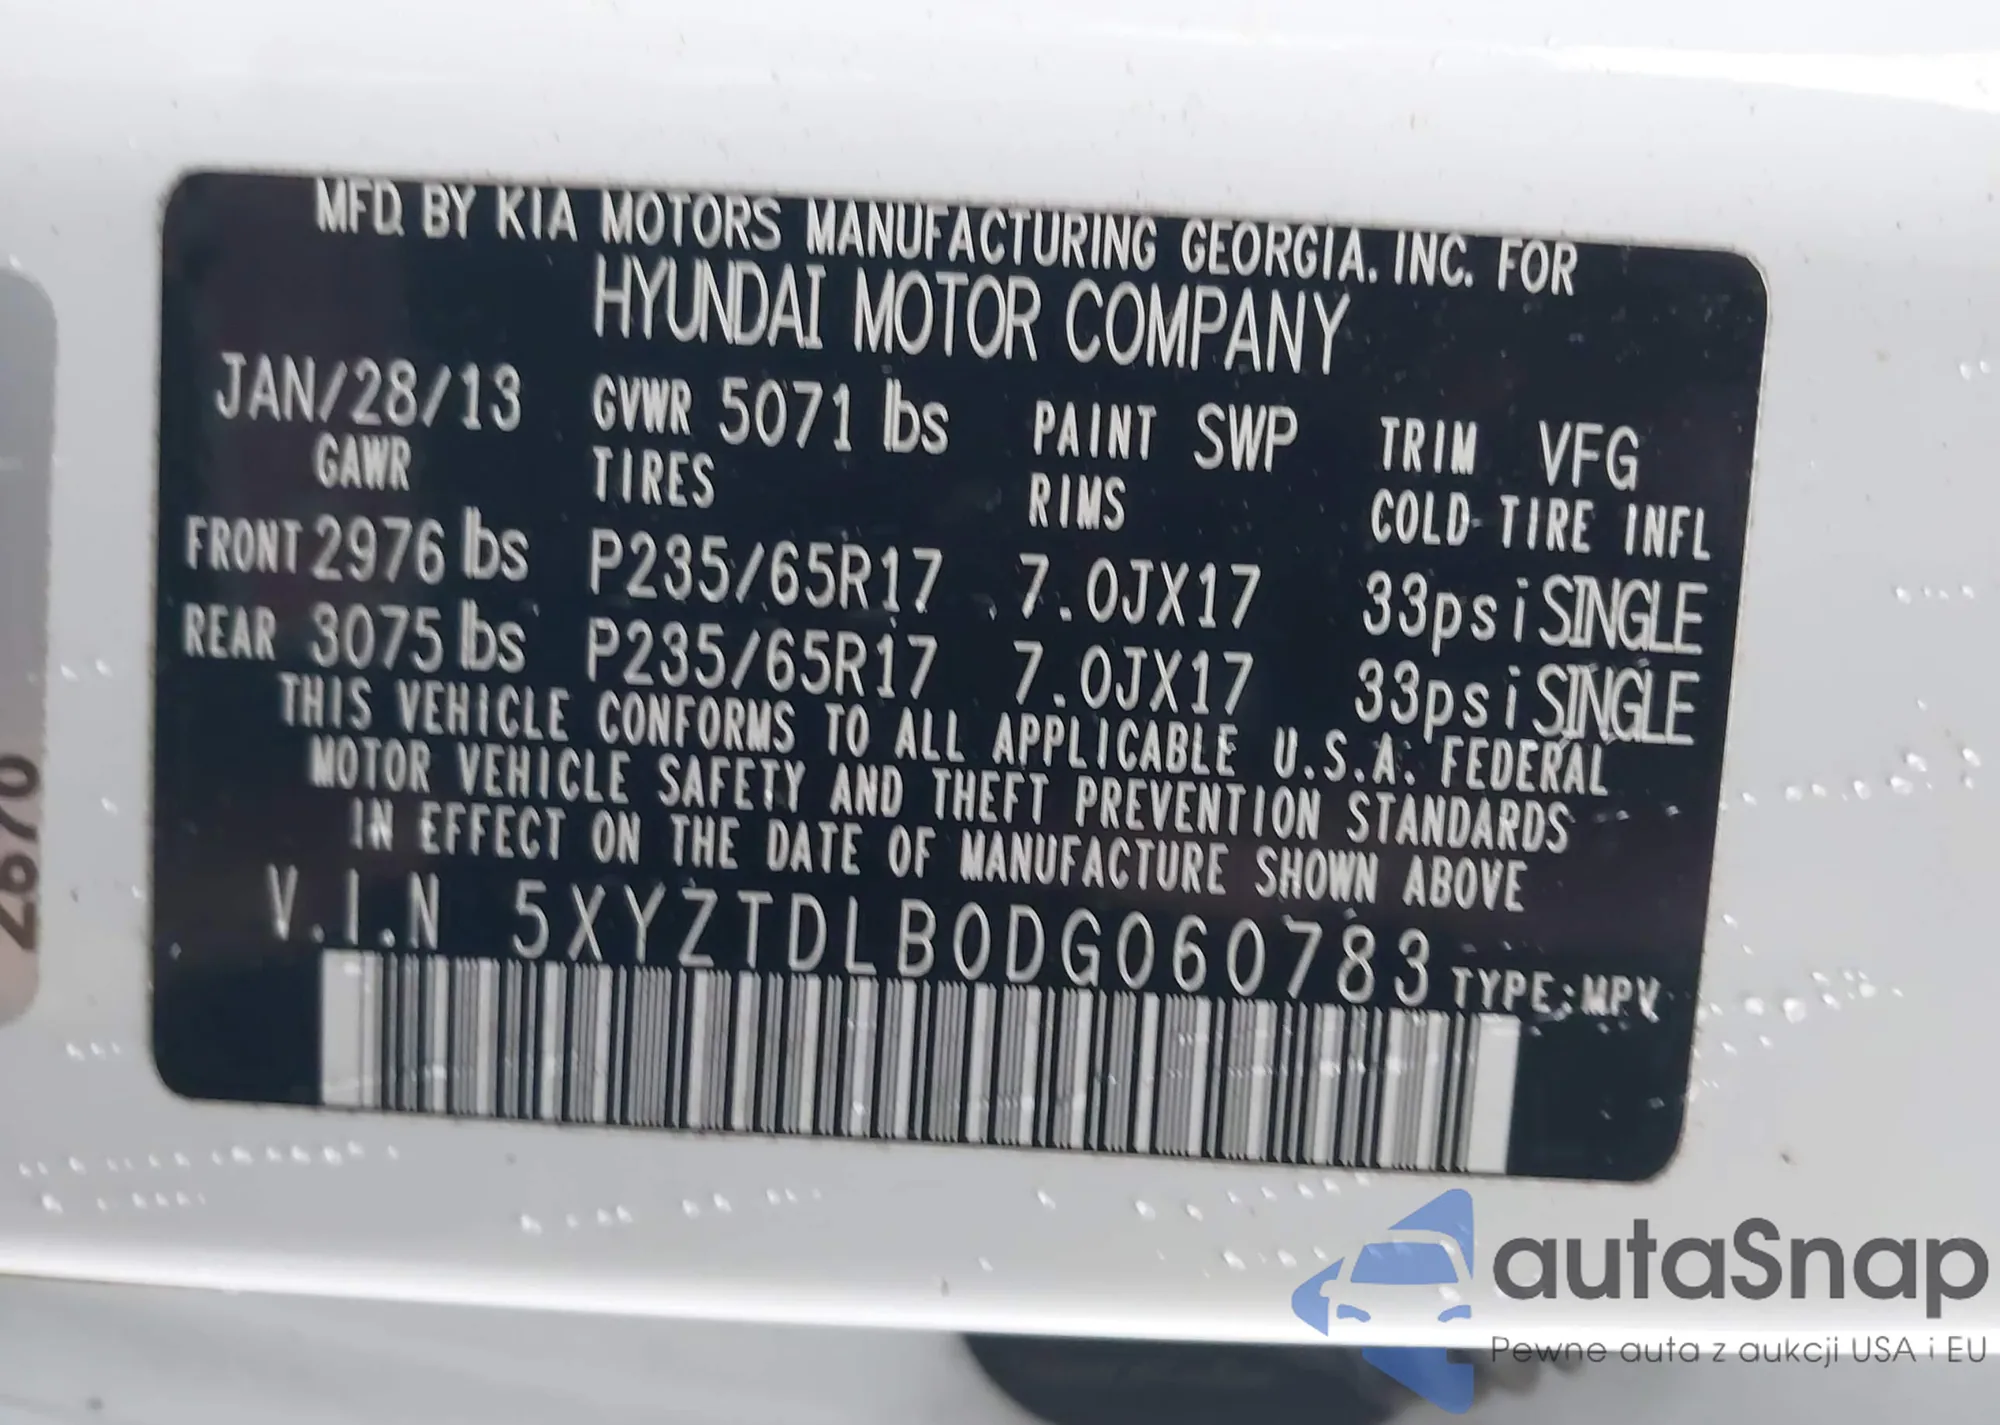 MFD. BY KIA MOTORS MANUFACTURING GEORGIA. INC. FOR
HYUNDAI MOTOR COMPANY
JAN/28/13 GVWR 5071 lbs PAINT SWP TRIM VFG
GAWR TIRES RIMS COLD TIRE INFL
FRONT 2976 lbs P235/65R17 7.0JX17 33psi SINGLE
REAR 3075 lbs P235/65R17 7.0JX17 33psi SINGLE
THIS VEHICLE CONFORMS TO ALL APPLICABLE U.S.A. FEDERAL
MOTOR VEHICLE SAFETY AND THEFT PREVENTION STANDARDS
IN EFFECT ON THE DATE OF MANUFACTURE SHOWN ABOVE
V.I.N 5XYZTDLB0DG060783 TYPE:MPV
2670
autaSnap
Pewne auta z aukcji USA i EU